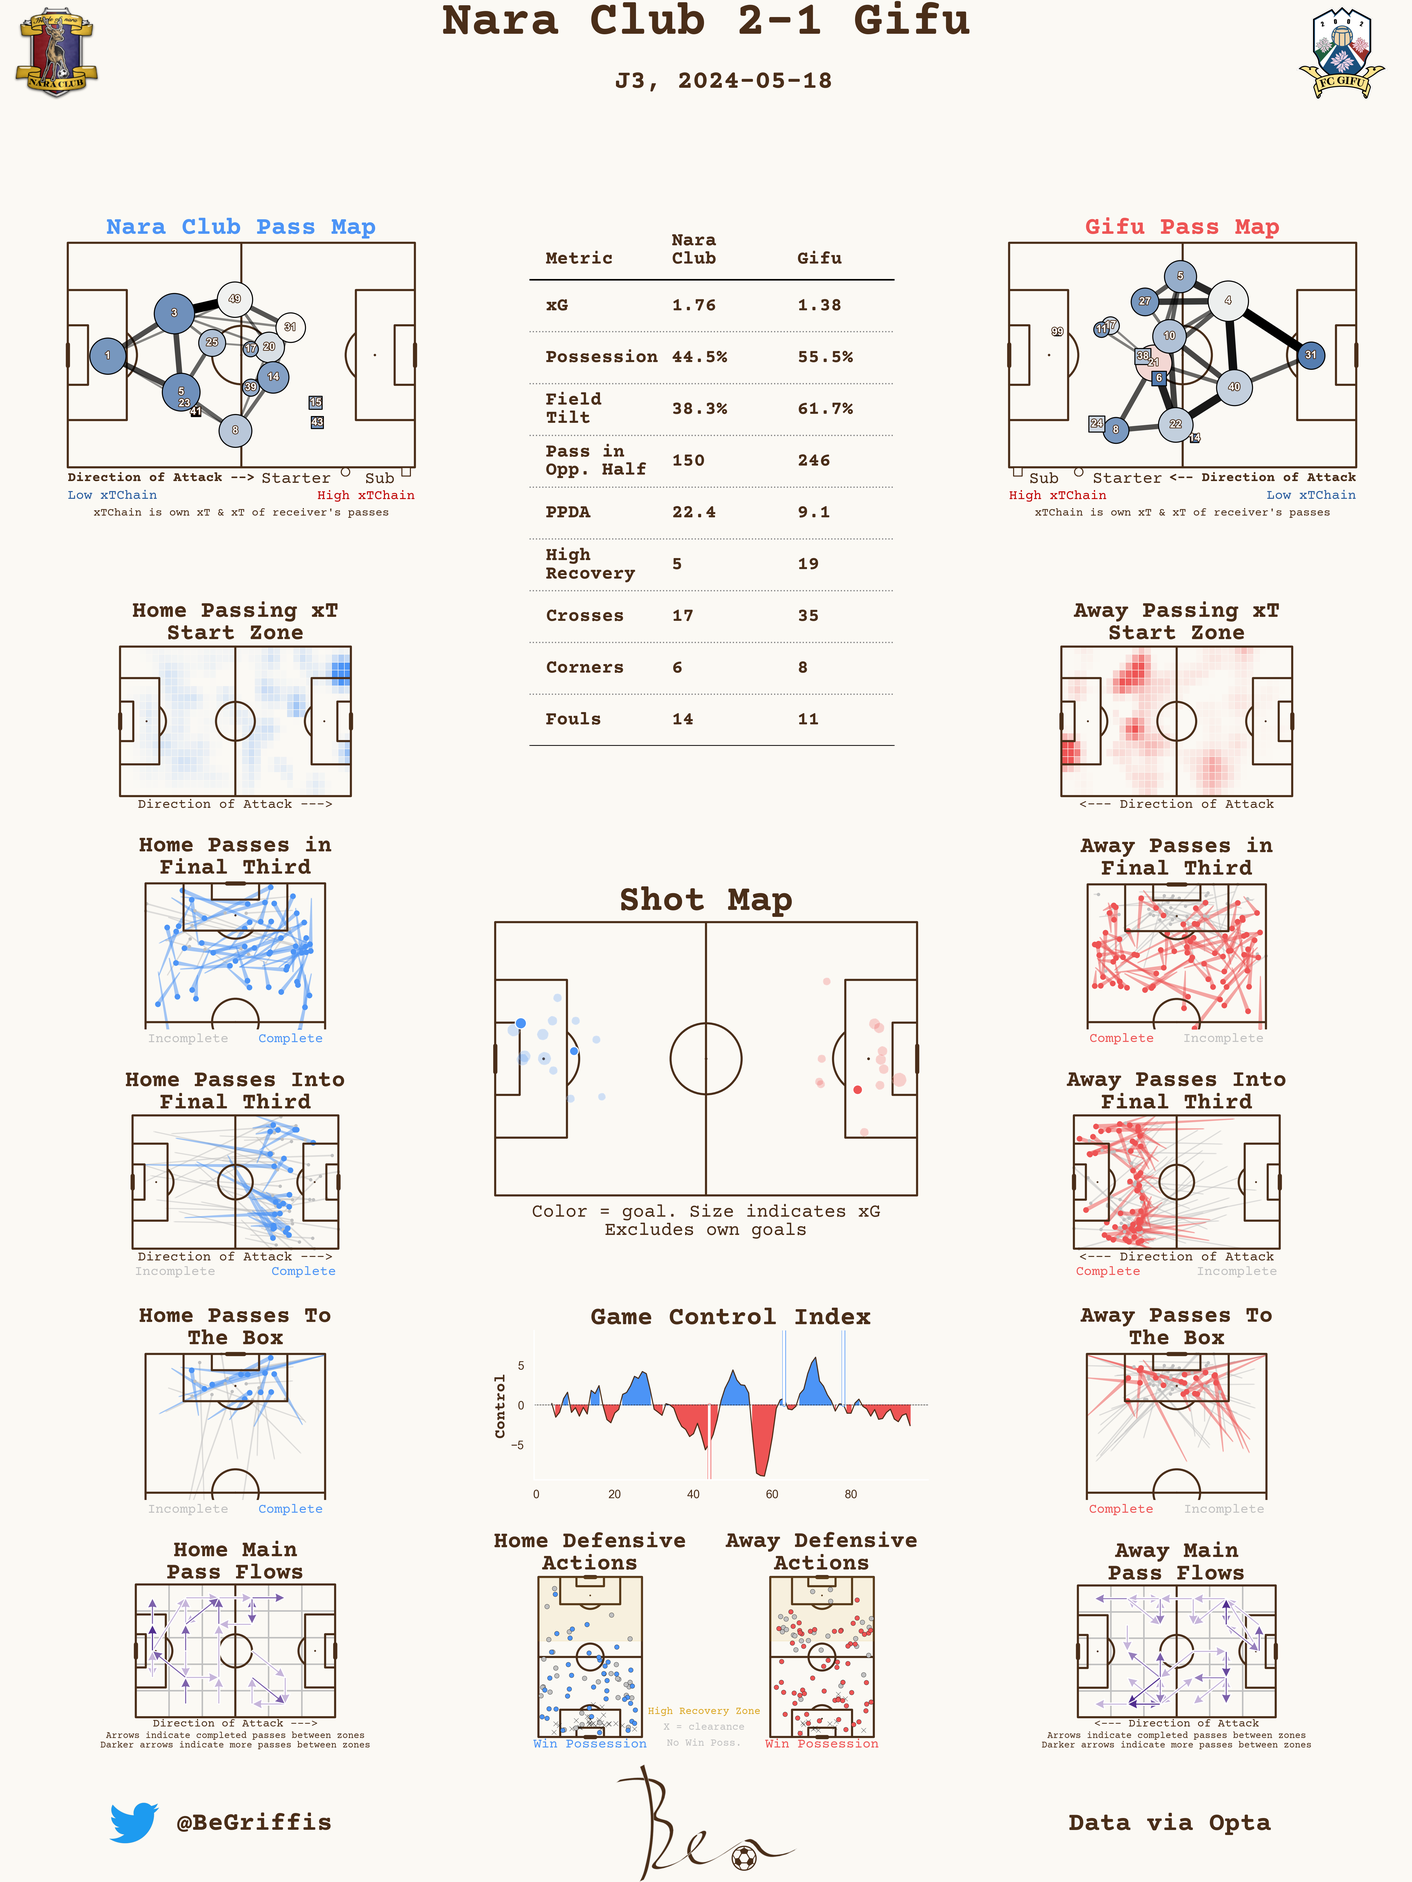 Nara Club 2-1 Gifu
J3, 2024-05-18
NARA CLUB
2002
FC GIFU
Nara Club Pass Map
3
49
31
25
17
20
1
14
39
5
23
41
15
43
8
Direction of Attack --> Starter Sub
Low xTChain High xTChain
xTChain is own xT & xT of receiver's passes
Metric Nara Club Gifu
xG 1.76 1.38
Possession 44.5% 55.5%
Field Tilt 38.3% 61.7%
Pass in Opp. Half 150 246
PPDA 22.4 9.1
High Recovery 5 19
Crosses 17 35
Corners 6 8
Fouls 14 11
Gifu Pass Map
5
27
4
99
11
17
10
38
21
31
6
40
24
8
22
14
Sub Starter <-- Direction of Attack
High xTChain Low xTChain
xTChain is own xT & xT of receiver's passes
Home Passing xT
Start Zone
Direction of Attack --->
Away Passing xT
Start Zone
<--- Direction of Attack
Home Passes in
Final Third
Incomplete Complete
Away Passes in
Final Third
Complete Incomplete
Shot Map
Color = goal. Size indicates xG
Excludes own goals
Home Passes Into
Final Third
Direction of Attack --->
Incomplete Complete
Away Passes Into
Final Third
<--- Direction of Attack
Complete Incomplete
Home Passes To
The Box
Incomplete Complete
Game Control Index
Control
5
0
−5
0 20 40 60 80
Away Passes To
The Box
Complete Incomplete
Home Main
Pass Flows
Direction of Attack --->
Arrows indicate completed passes between zones
Darker arrows indicate more passes between zones
Home Defensive
Actions
Win Possession
Away Defensive
Actions
Win Possession
High Recovery Zone
X = clearance
No Win Poss.
Away Main
Pass Flows
<--- Direction of Attack
Arrows indicate completed passes between zones
Darker arrows indicate more passes between zones
@BeGriffis
Ben
Data via Opta